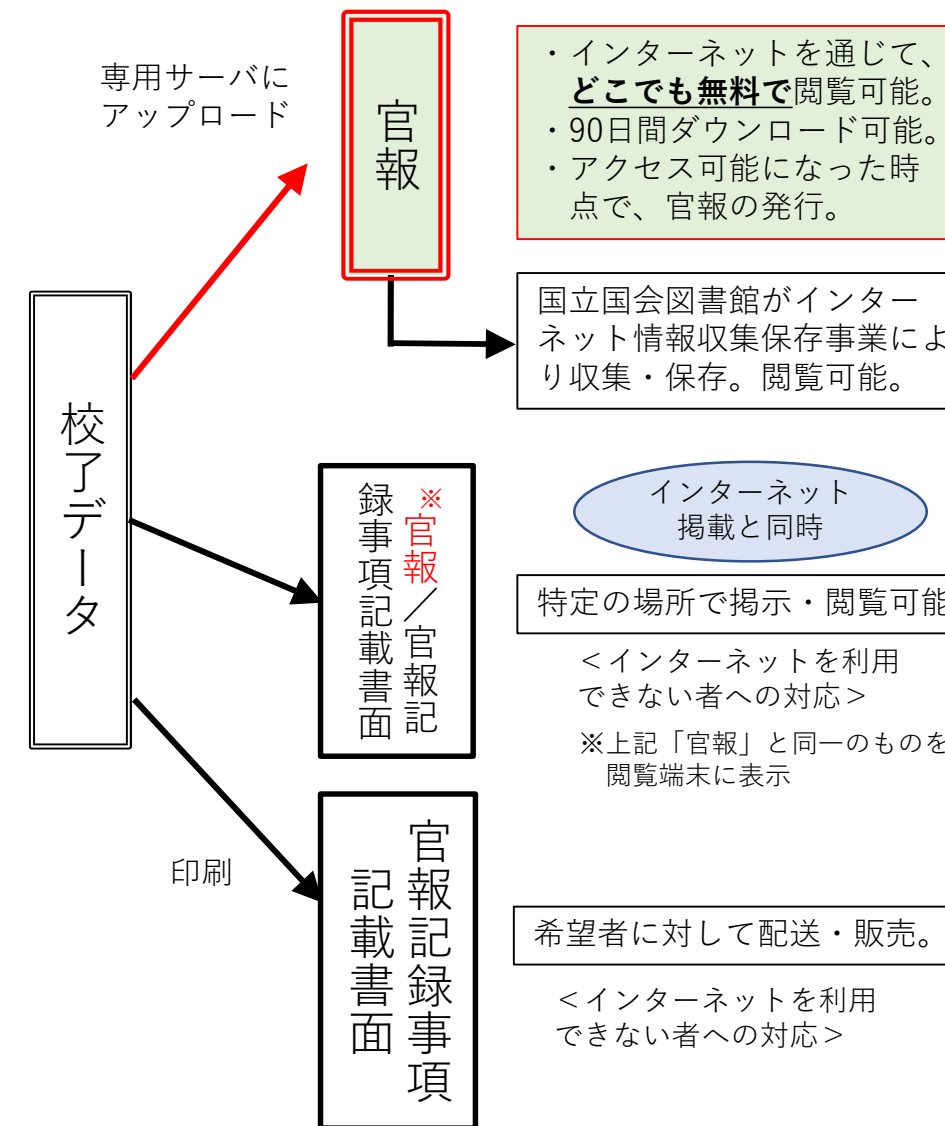 専用サーバに
アップロード
官報
・インターネットを通じて、
どこでも無料で閲覧可能。
・90日間ダウンロード可能。
・アクセス可能になった時
点で、官報の発行。
国立国会図書館がインター
ネット情報収集保存事業によ
り収集・保存。閲覧可能。
校了データ
※官報／官報記
録事項記載書面
インターネット
掲載と同時
特定の場所で掲示・閲覧可能
＜インターネットを利用
できない者への対応＞
※上記「官報」と同一のものを
閲覧端末に表示
印刷
官報記録事項
記載書面
希望者に対して配送・販売。
＜インターネットを利用
できない者への対応＞